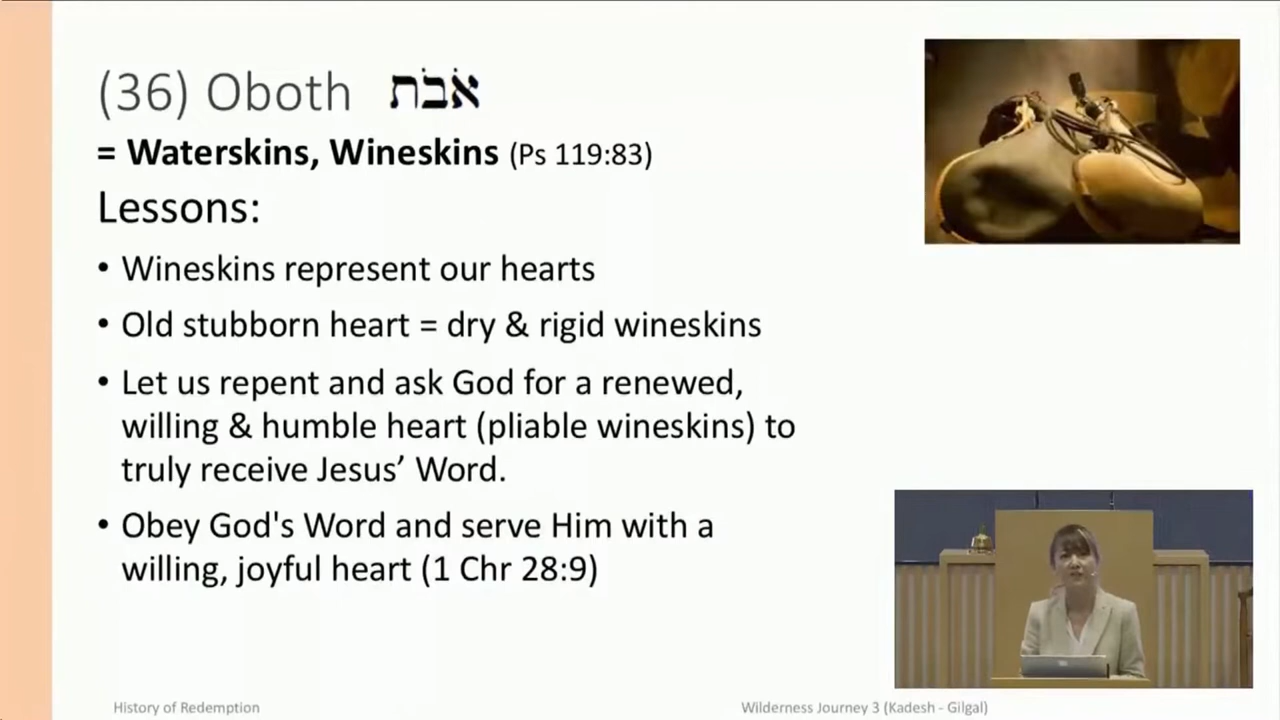 (36) Oboth אֹבֹת
= Waterskins, Wineskins (Ps 119:83)
Lessons:
• Wineskins represent our hearts
• Old stubborn heart = dry & rigid wineskins
• Let us repent and ask God for a renewed,
willing & humble heart (pliable wineskins) to
truly receive Jesus’ Word.
• Obey God's Word and serve Him with a
willing, joyful heart (1 Chr 28:9)
History of Redemption
Wilderness Journey 3 (Kadesh - Gilgal)